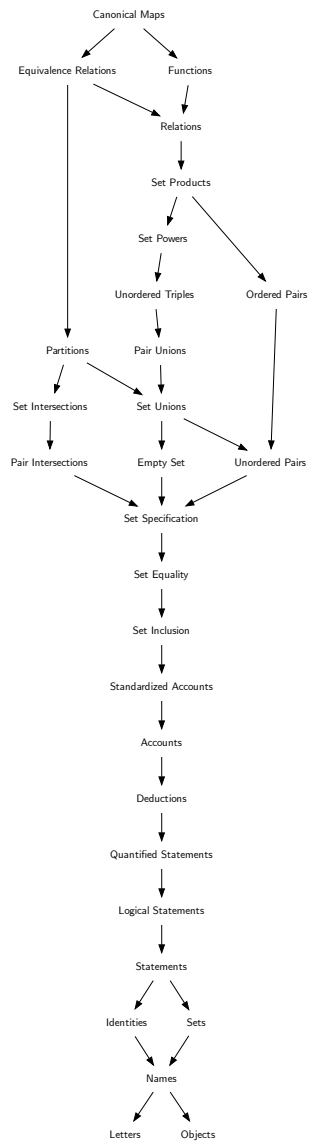 Canonical Maps
Equivalence Relations Functions
Relations
Set Products
Set Powers
Unordered Triples Ordered Pairs
Partitions Pair Unions
Set Intersections Set Unions
Pair Intersections Empty Set Unordered Pairs
Set Specification
Set Equality
Set Inclusion
Standardized Accounts
Accounts
Deductions
Quantified Statements
Logical Statements
Statements
Identities Sets
Names
Letters Objects